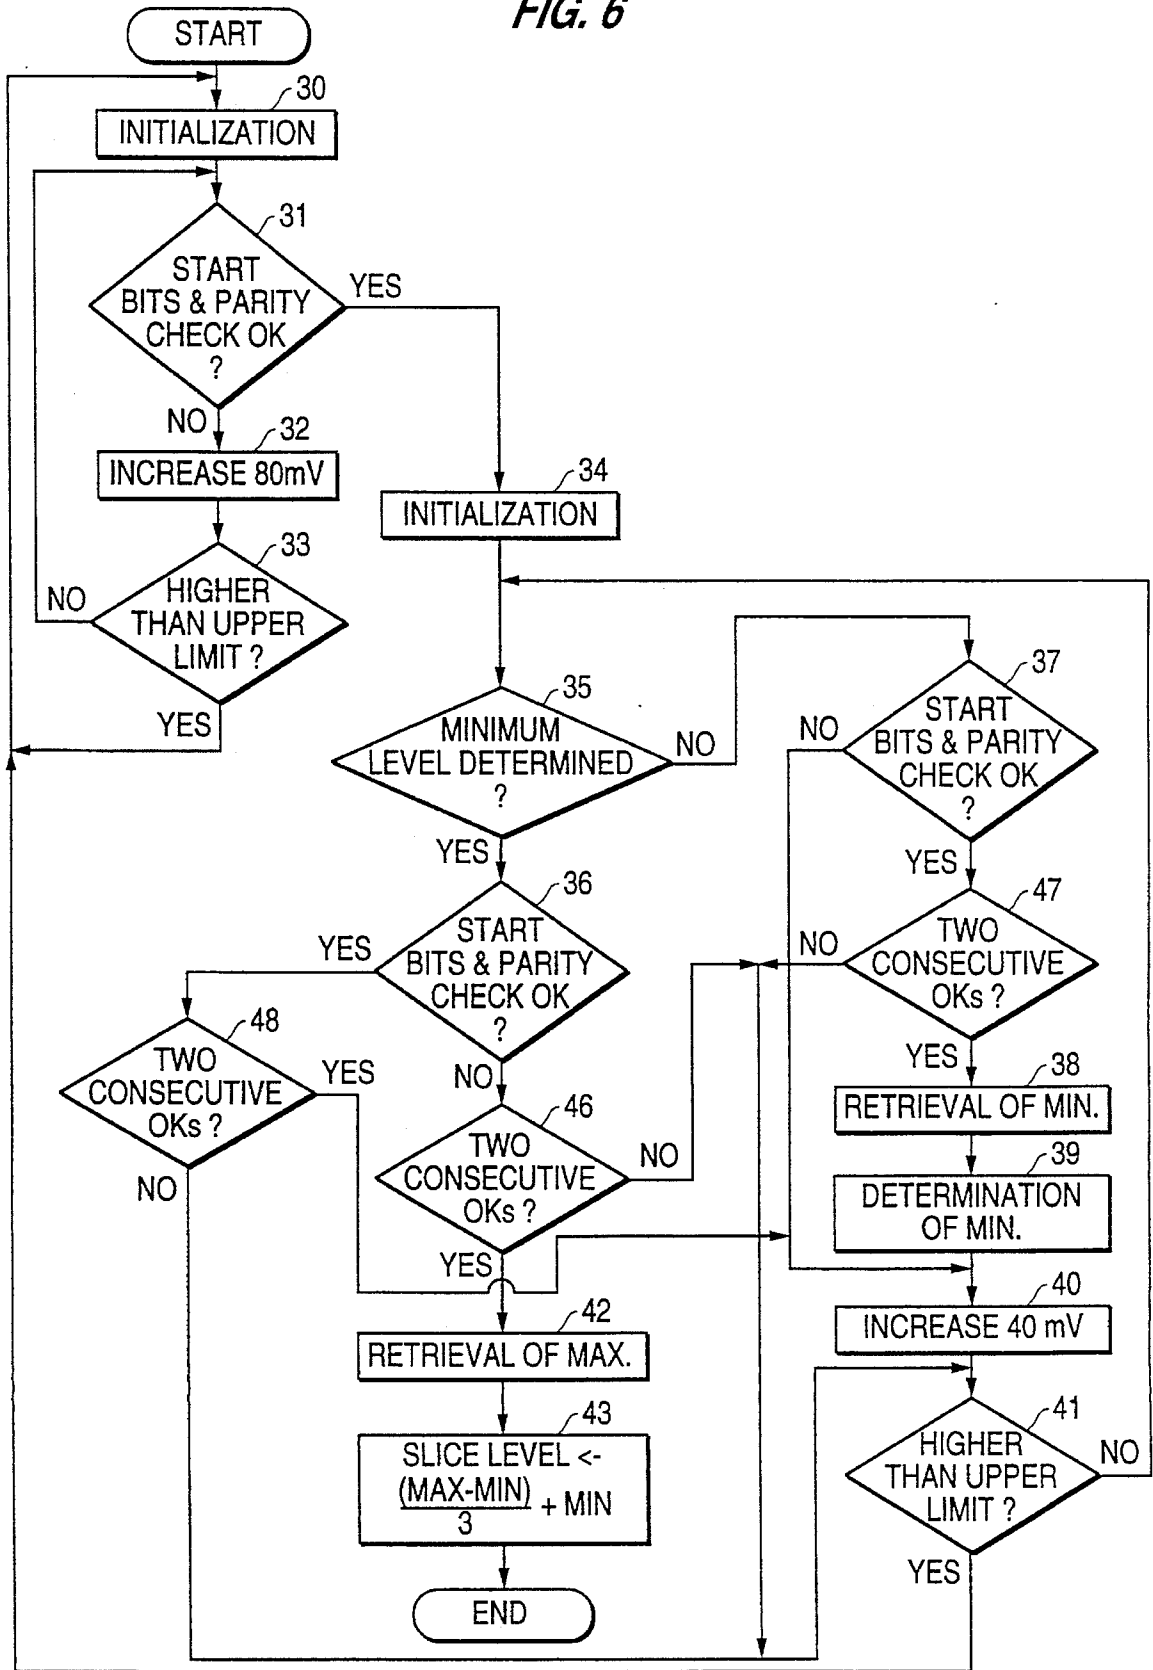 FIG. 6
START
30
INITIALIZATION
31
START
BITS & PARITY
CHECK OK
?
YES
NO
32
INCREASE 80mV
33
HIGHER
THAN UPPER
LIMIT ?
NO
YES
34
INITIALIZATION
35
MINIMUM
LEVEL DETERMINED
?
NO
YES
37
START
BITS & PARITY
CHECK OK
?
NO
YES
36
START
BITS & PARITY
CHECK OK
?
YES
NO
47
TWO
CONSECUTIVE
OKs ?
NO
YES
48
TWO
CONSECUTIVE
OKs ?
YES
NO
46
TWO
CONSECUTIVE
OKs ?
NO
YES
38
RETRIEVAL OF MIN.
39
DETERMINATION
OF MIN.
40
INCREASE 40 mV
42
RETRIEVAL OF MAX.
41
HIGHER
THAN UPPER
LIMIT ?
NO
YES
43
SLICE LEVEL <-
(MAX-MIN)
3
+ MIN
END